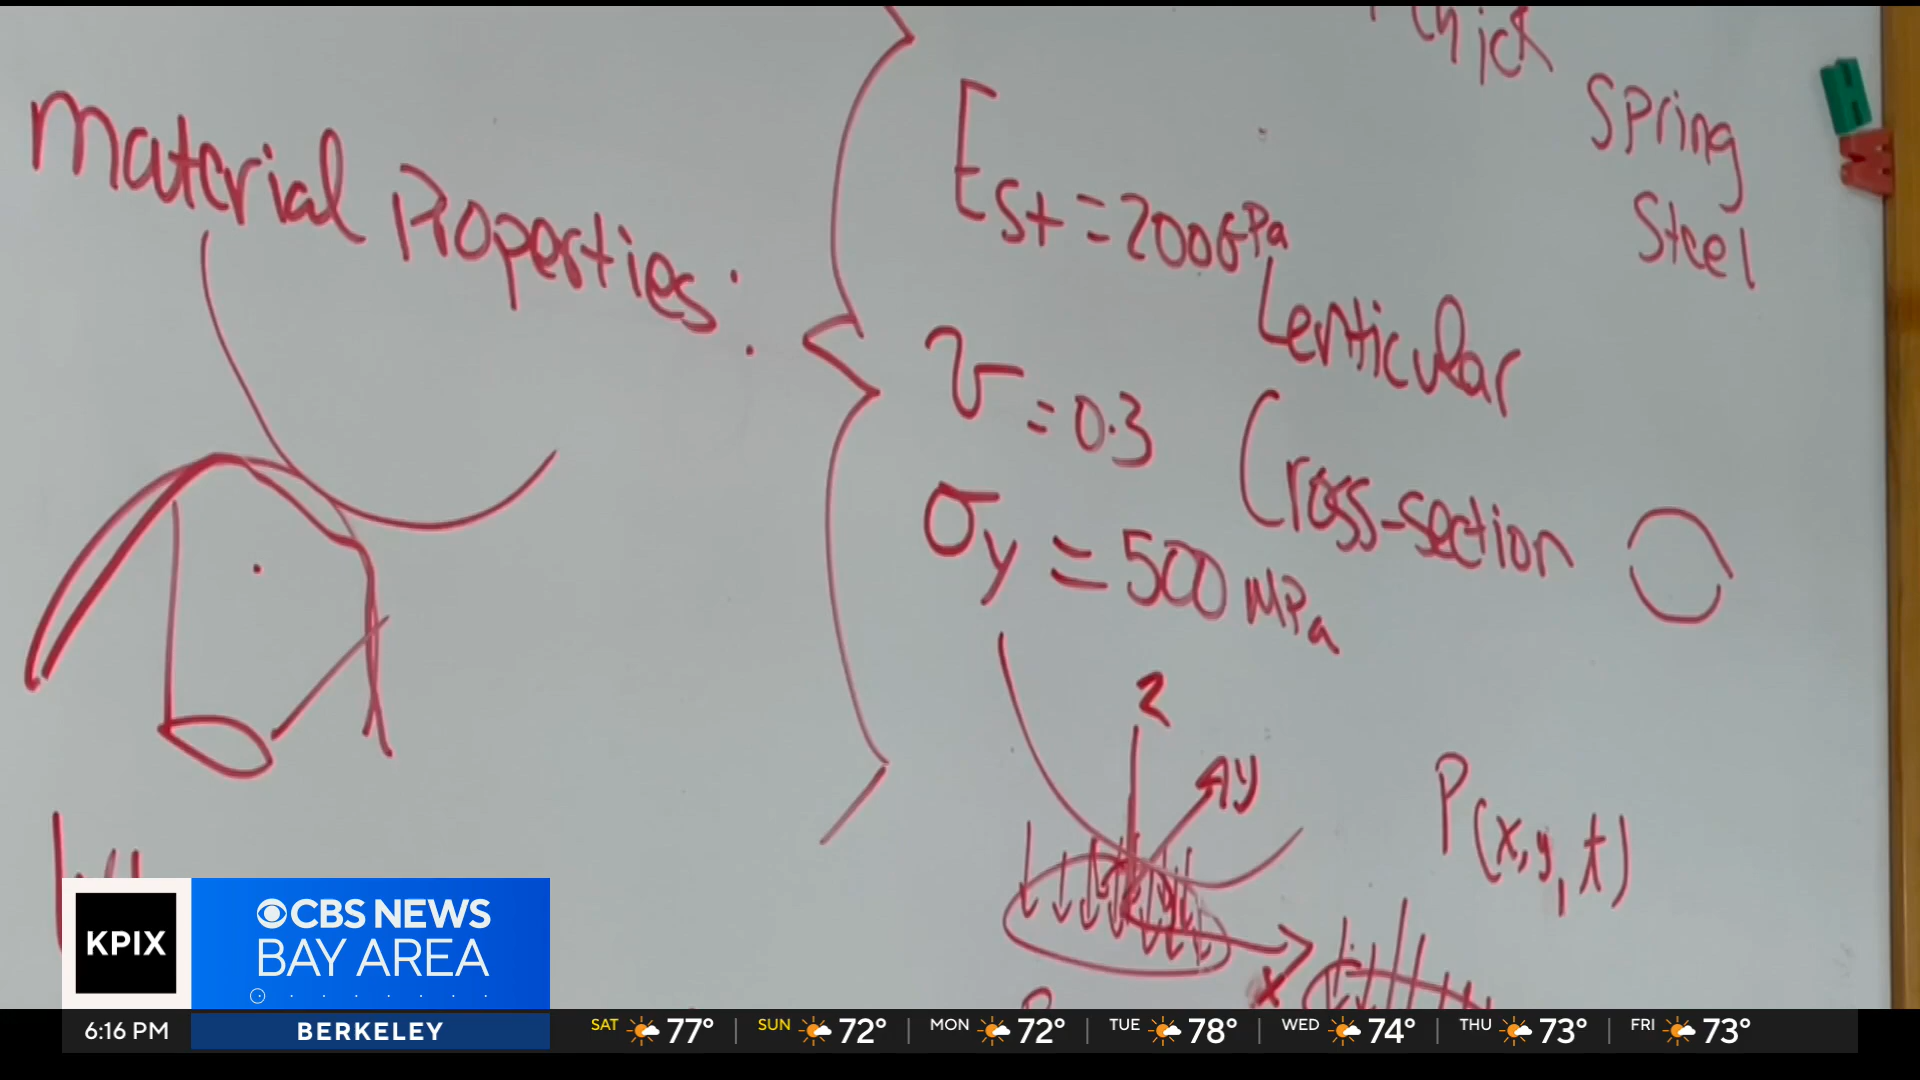 thick
Spring
Steel
Material Properties:
Est = 200GPa
Lenticular
ν = 0.3
Cross-section
σy = 500 MPa
z
y
P(x,y,t)
x
KPIX
CBS NEWS
BAY AREA
6:16 PM
BERKELEY
SAT 77° SUN 72° MON 72° TUE 78° WED 74° THU 73° FRI 73°